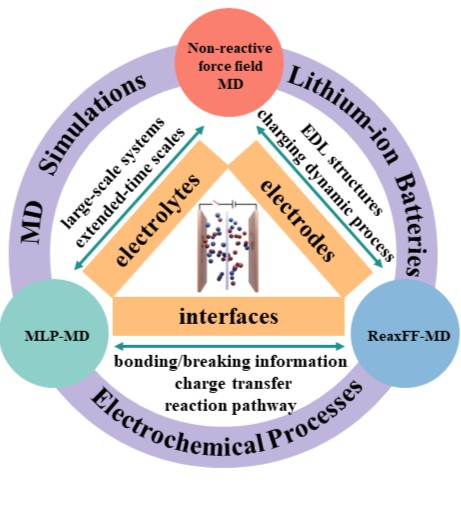 Non-reactive
force field
MD
MD Simulations
Lithium-ion Batteries
large-scale systems
extended-time scales
EDL structures
charging dynamic process
electrolytes
electrodes
interfaces
MLP-MD
ReaxFF-MD
bonding/breaking information
charge transfer
reaction pathway
Electrochemical Processes